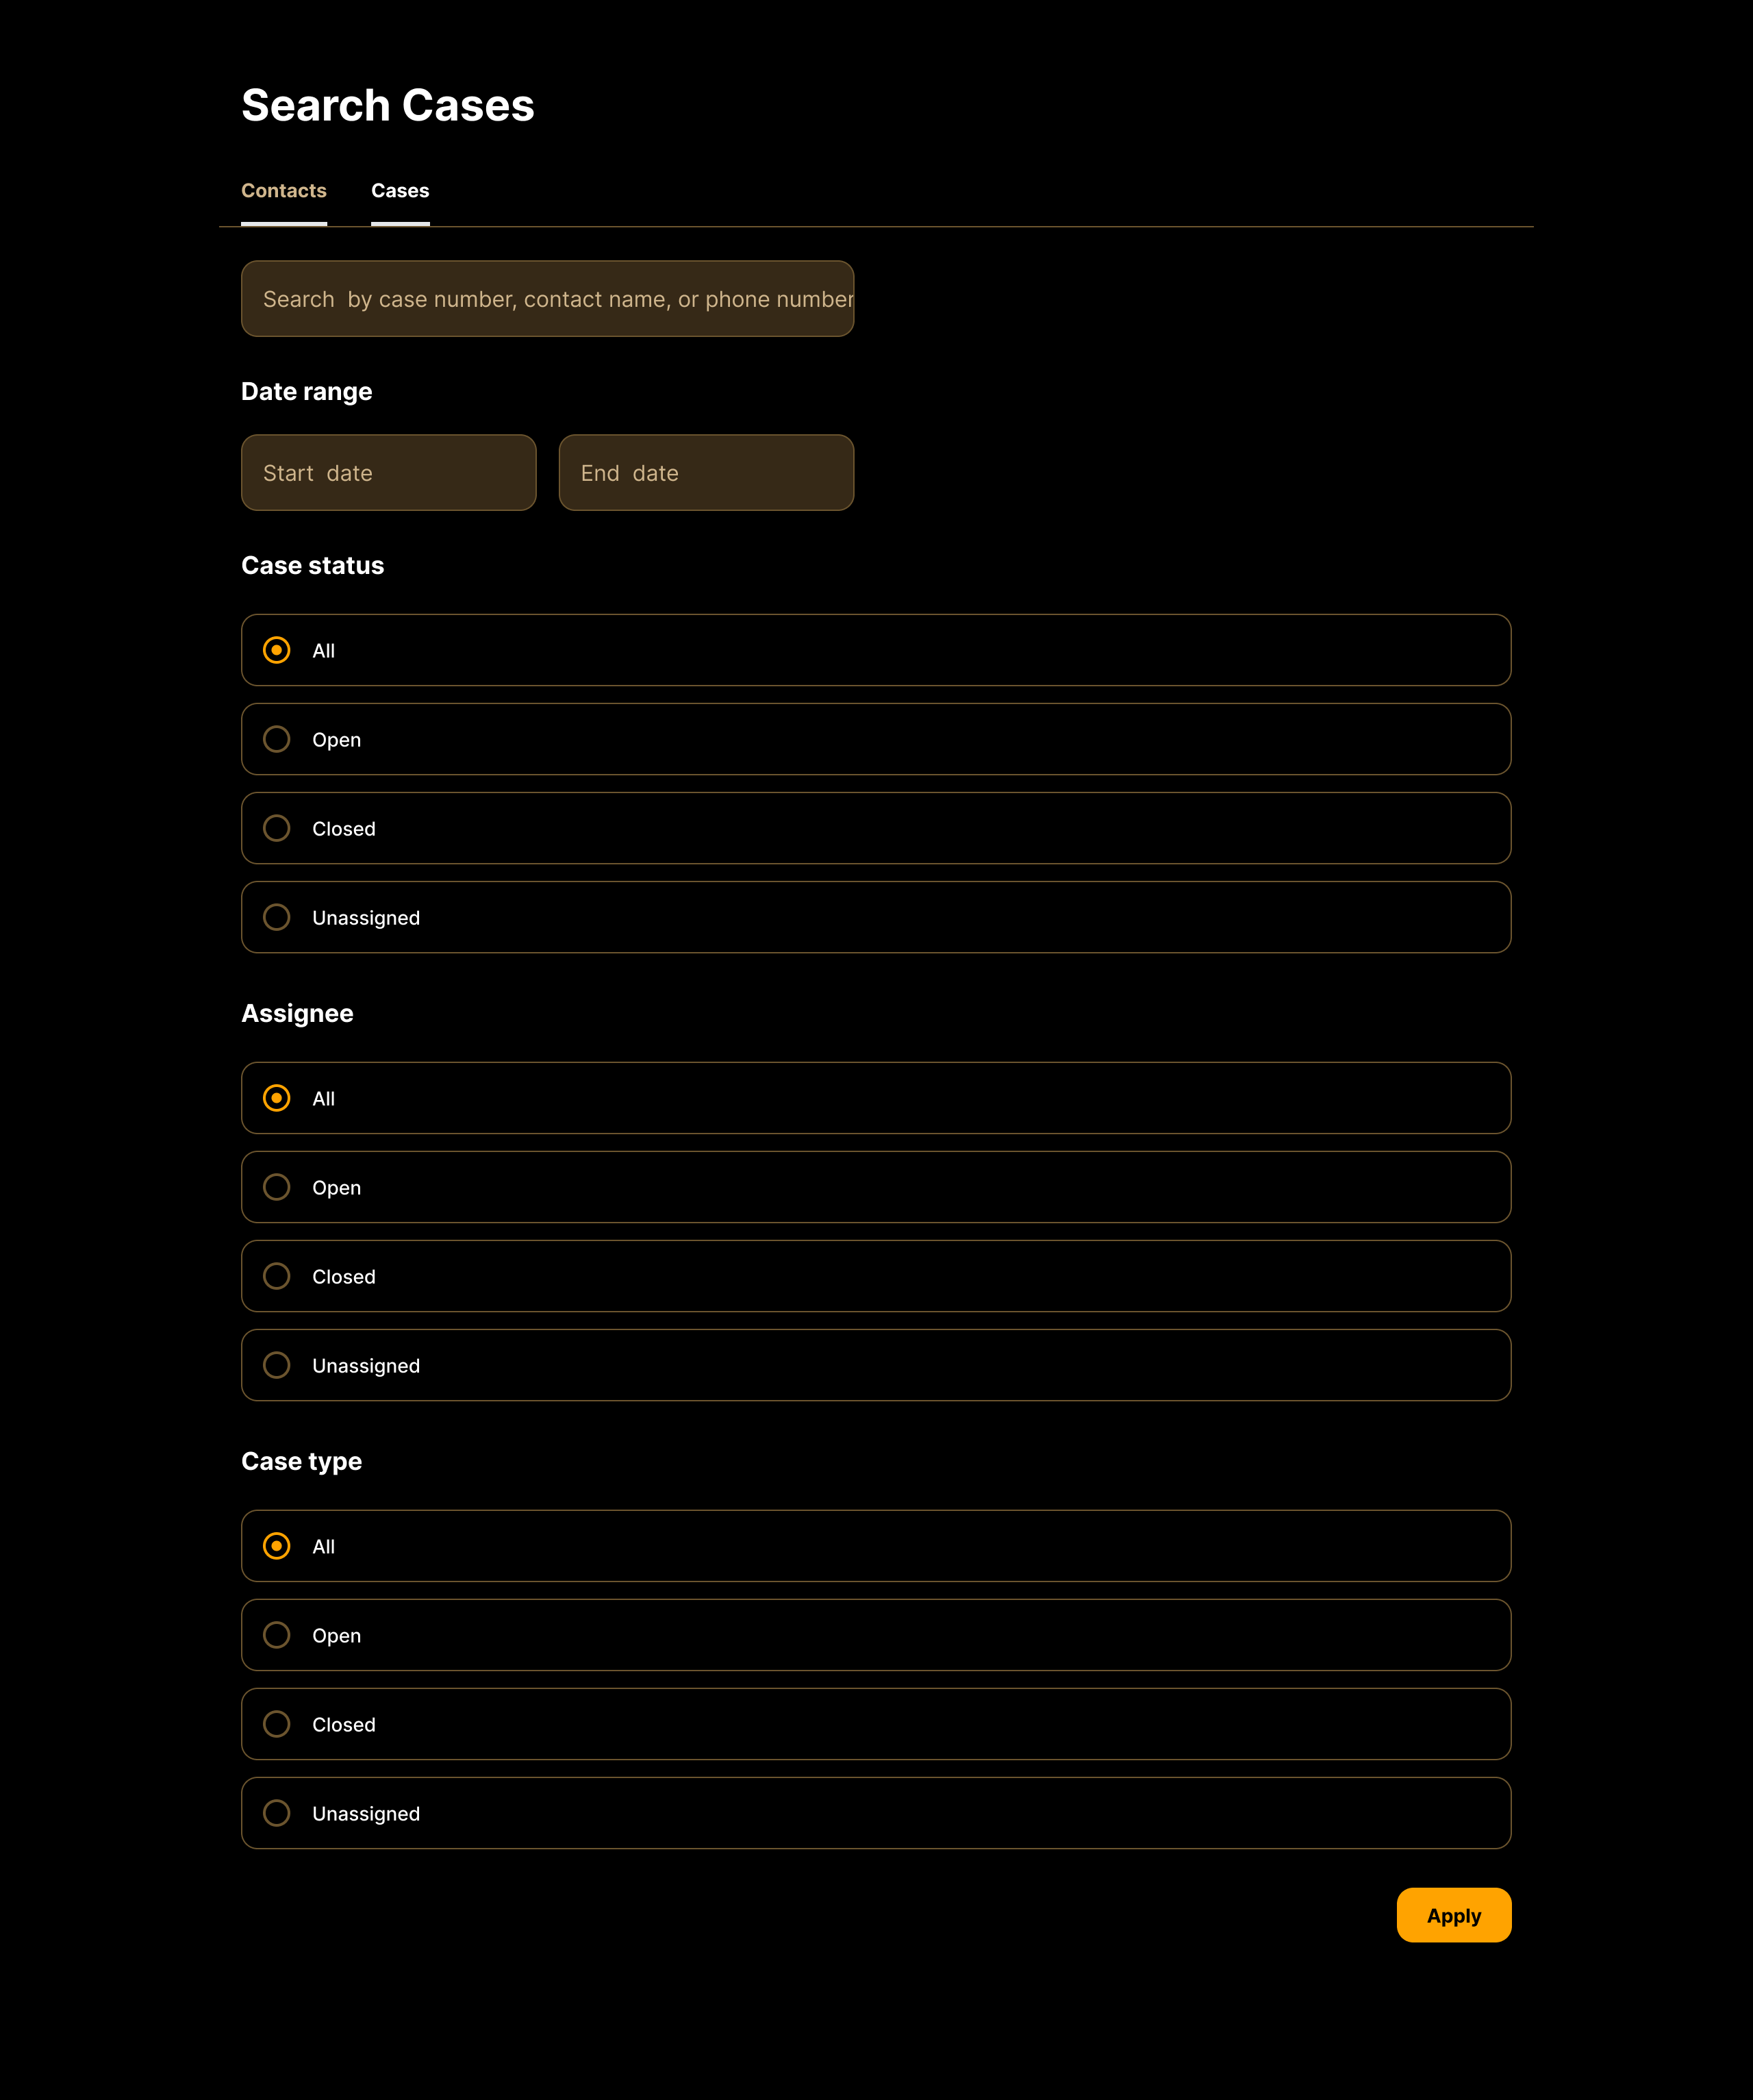 Search Cases
Contacts Cases
Search by case number, contact name, or phone number
Date range
Start date End date
Case status
All
Open
Closed
Unassigned
Assignee
All
Open
Closed
Unassigned
Case type
All
Open
Closed
Unassigned
Apply